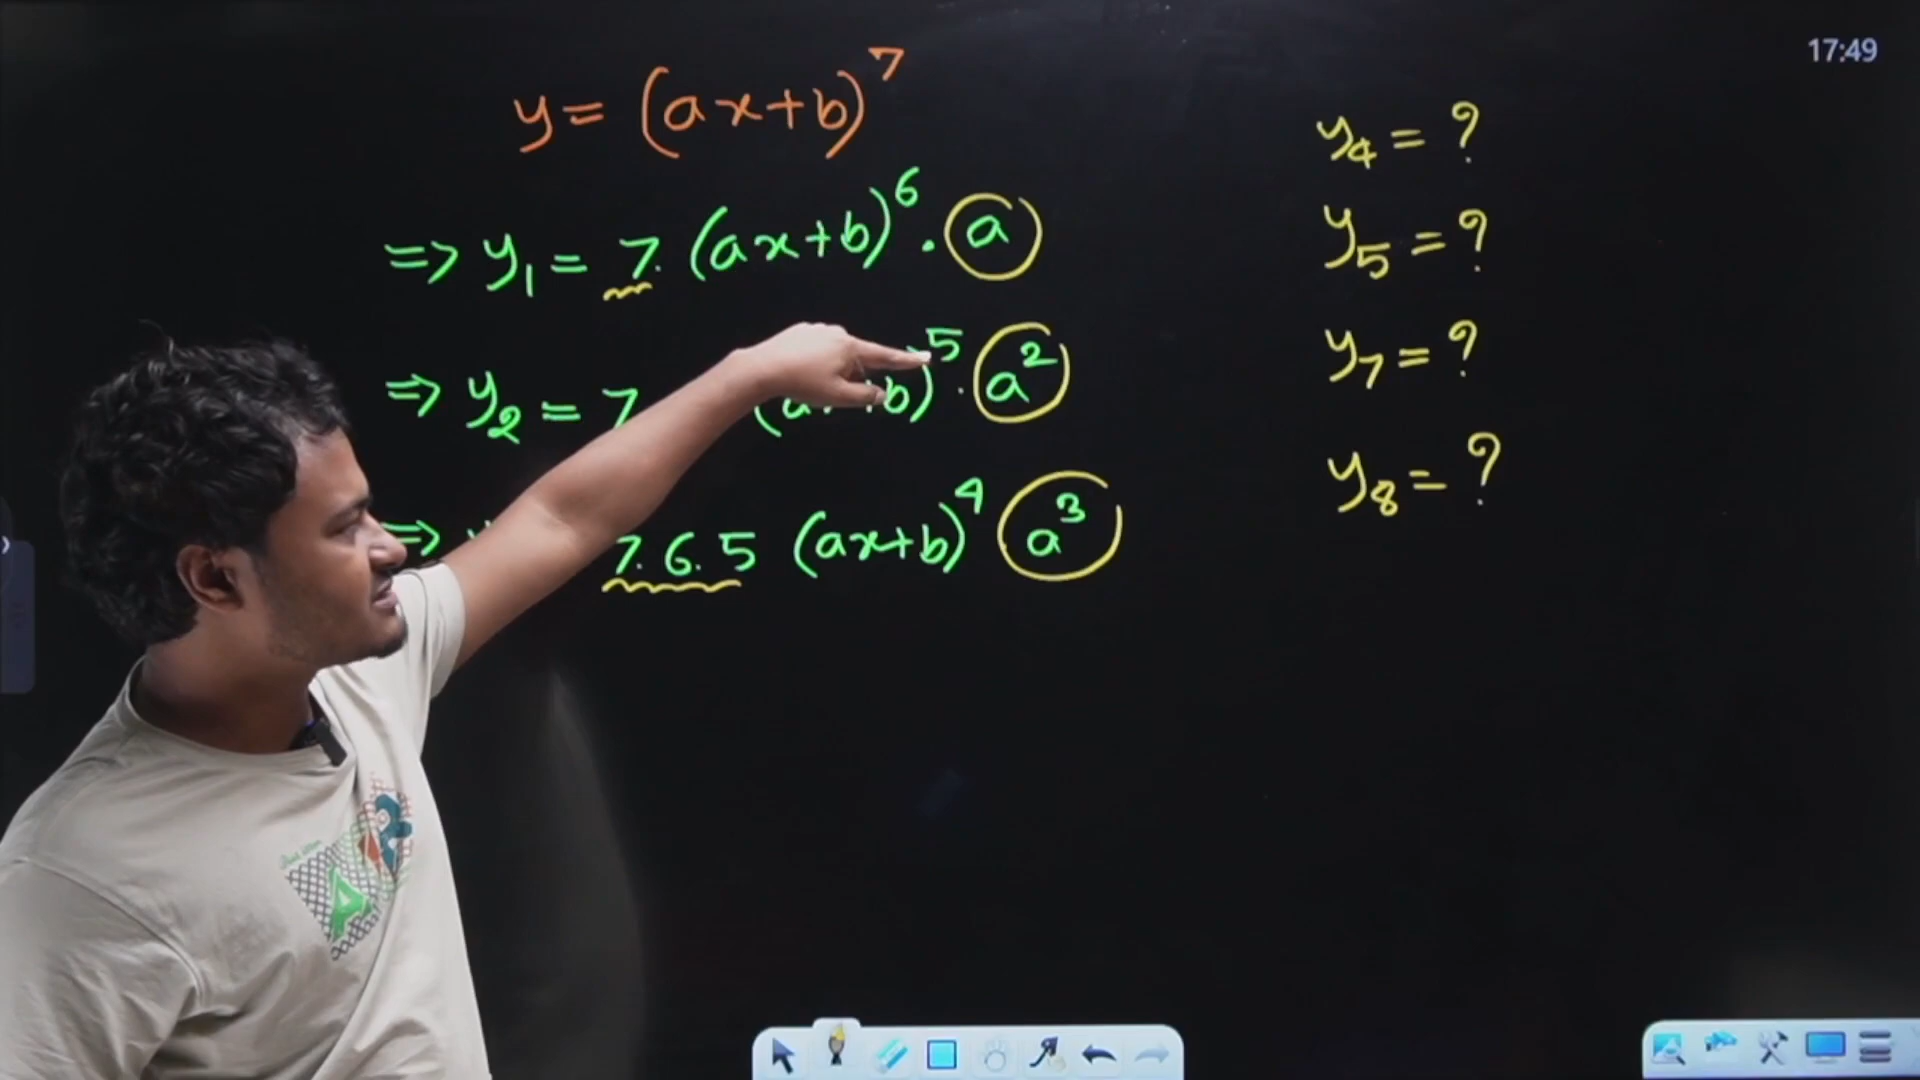 17:49
y = (ax+b)⁷
=> y₁ = 7. (ax+b)⁶ . a
=> y₂ = 7 b)⁵ . a²
=> 7. 6. 5 (ax+b)⁴ a³
y₄ = ?
y₅ = ?
y₇ = ?
y₈ = ?